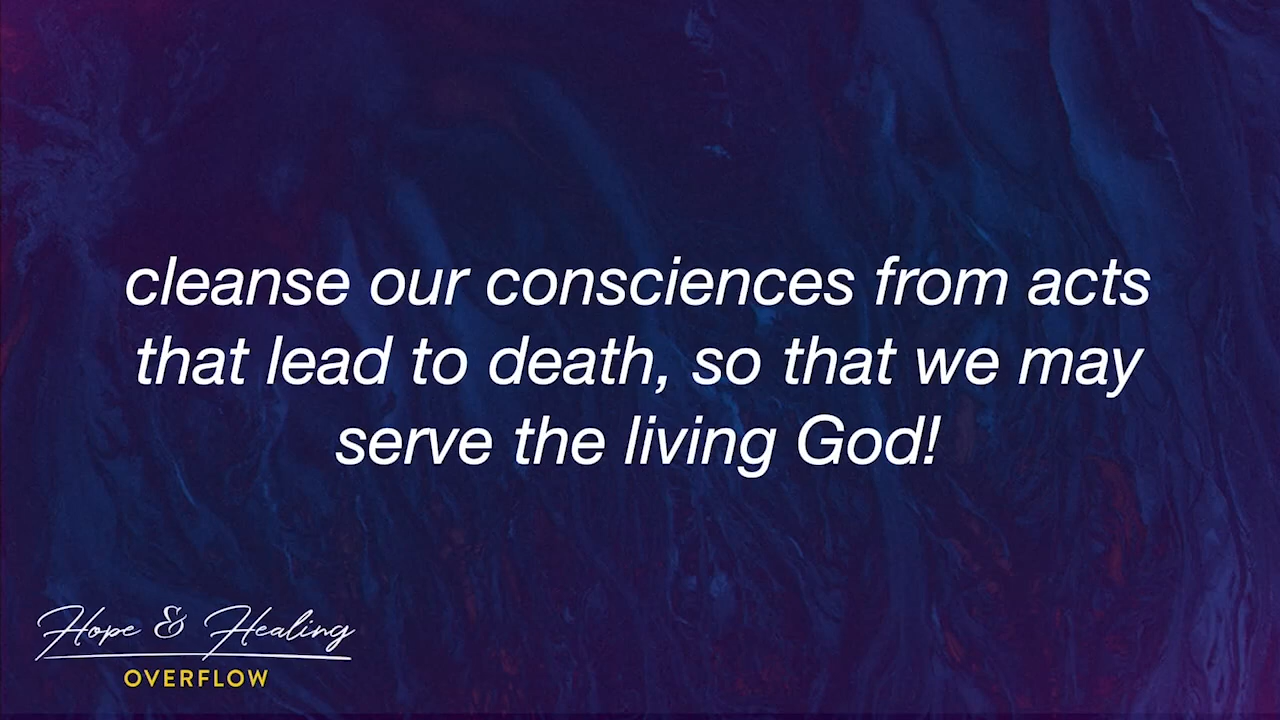 cleanse our consciences from acts
that lead to death, so that we may
serve the living God!
Hope & Healing
OVERFLOW